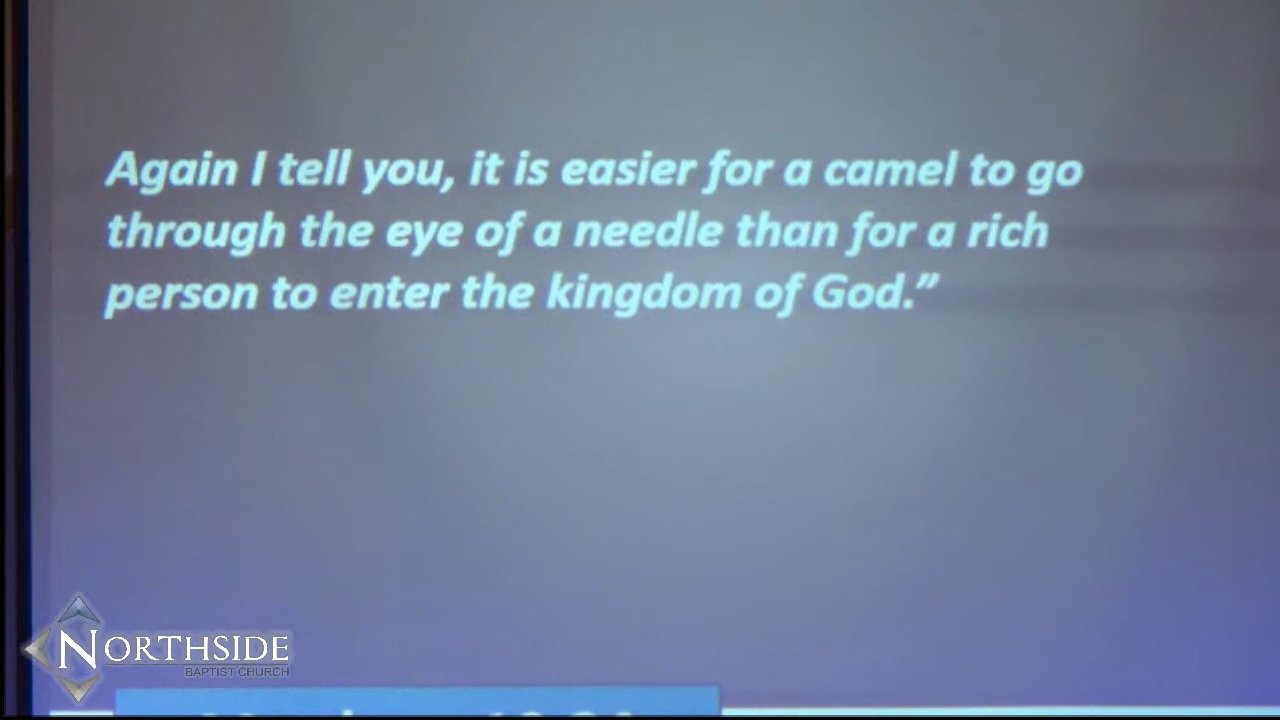 Again I tell you, it is easier for a camel to go
through the eye of a needle than for a rich
person to enter the kingdom of God.”
NORTHSIDE
BAPTIST CHURCH